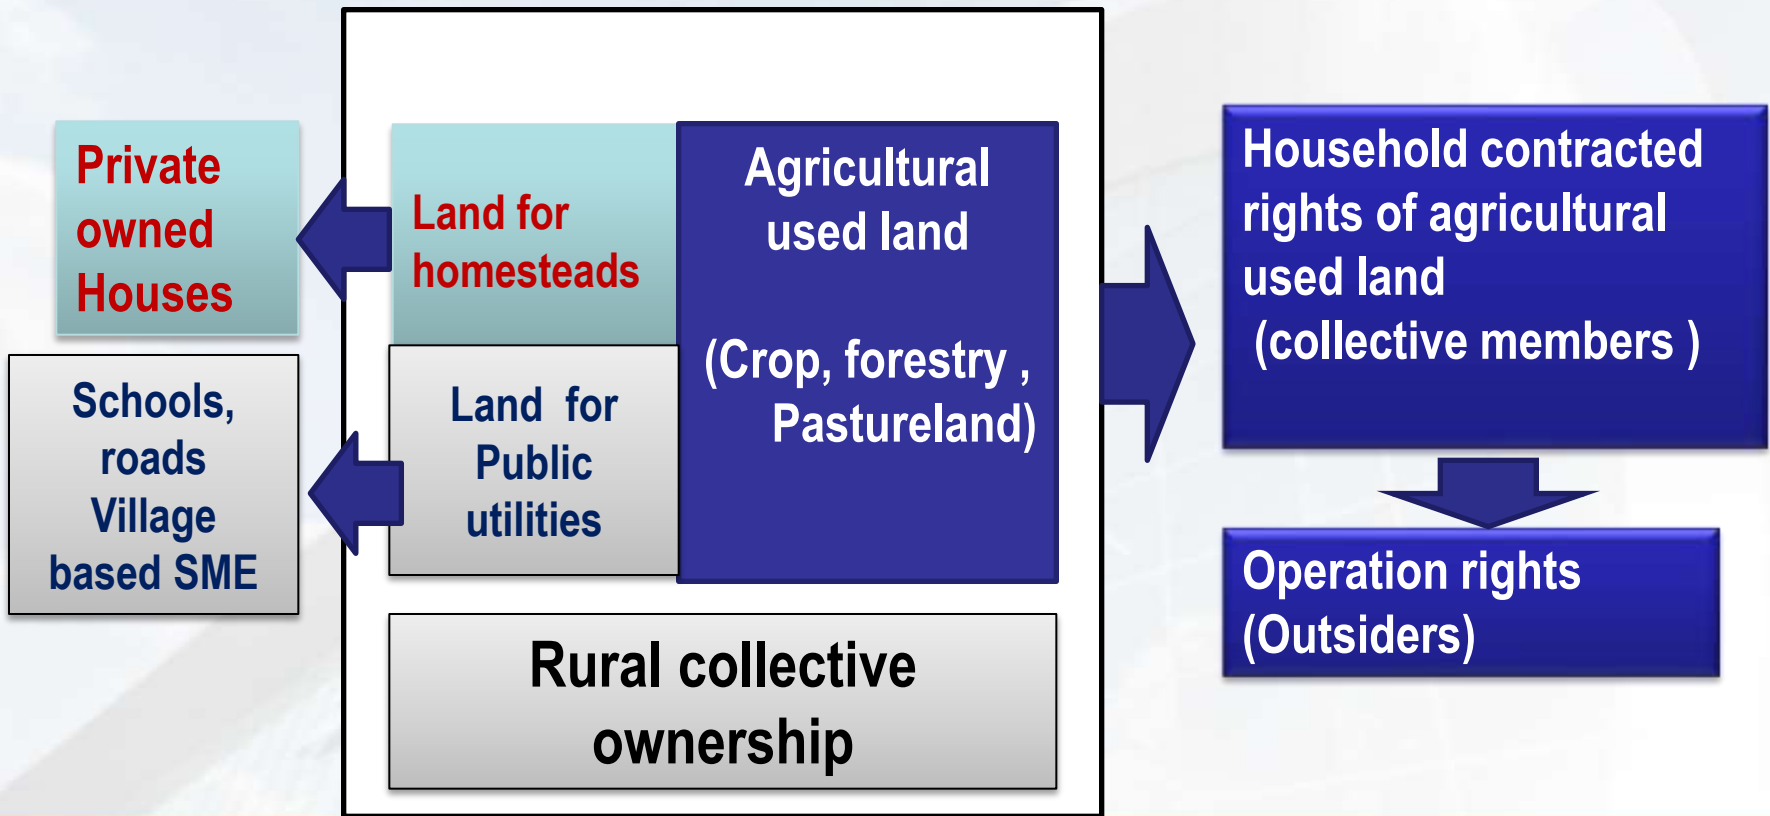 Private
owned
Houses
Schools,
roads
Village
based SME
Land for
homesteads
Land for
Public
utilities
Agricultural
used land
(Crop, forestry ,
Pastureland)
Rural collective
ownership
Household contracted
rights of agricultural
used land
(collective members )
Operation rights
(Outsiders)